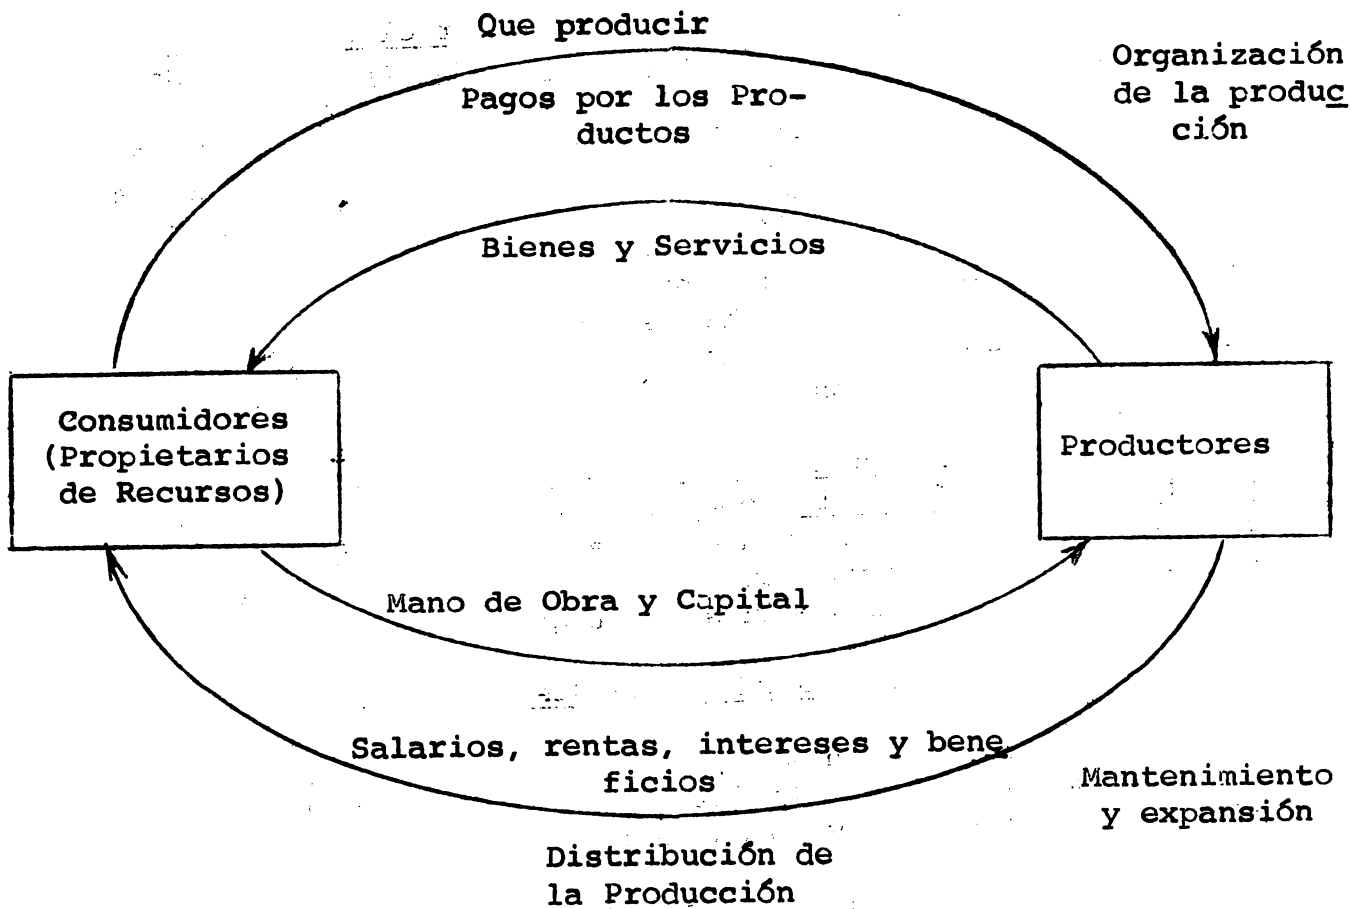 Que producir
Organización
de la produc
ción
Pagos por los Pro-
ductos
Bienes y Servicios
Consumidores
(Propietarios
de Recursos)
Productores
Mano de Obra y Capital
Salarios, rentas, intereses y bene
ficios
Mantenimiento
y expansión
Distribución de
la Producción